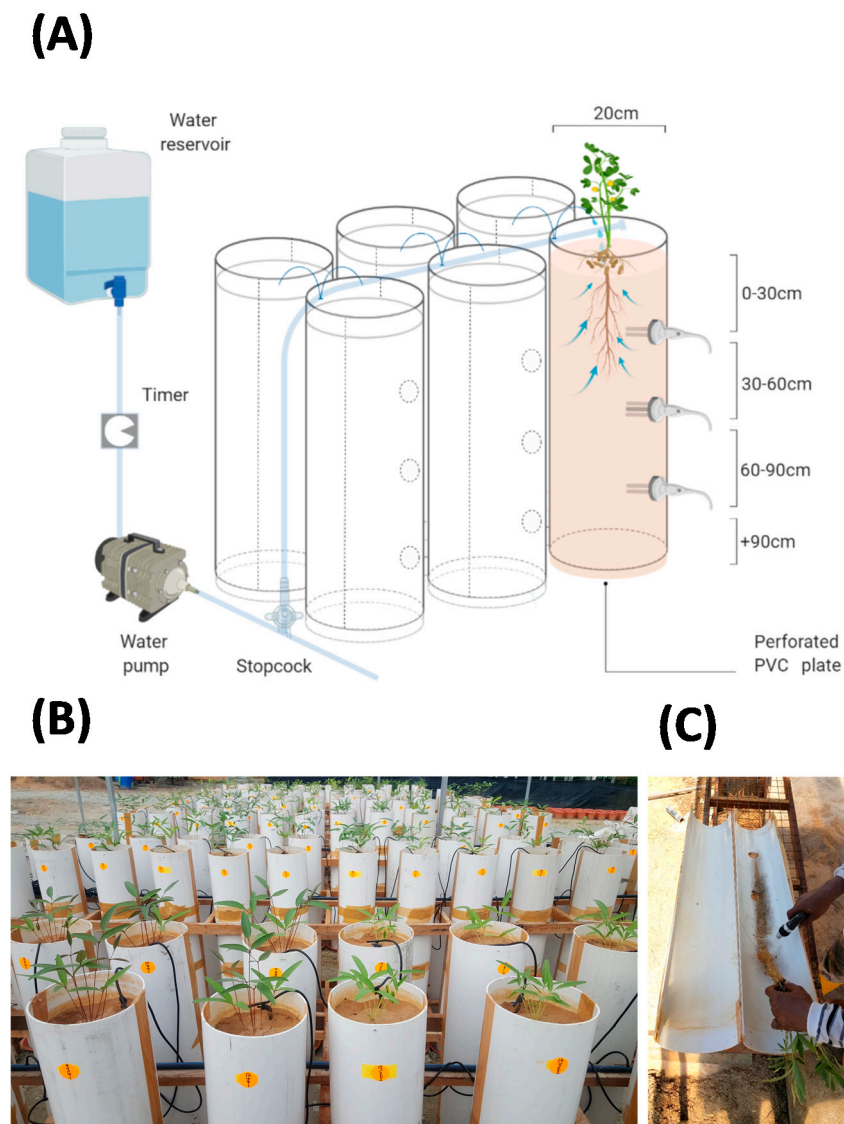 (A)
Water
reservoir
20cm
0-30cm
Timer
30-60cm
60-90cm
+90cm
Water
pump
Stopcock
Perforated
PVC plate
(B)
(C)